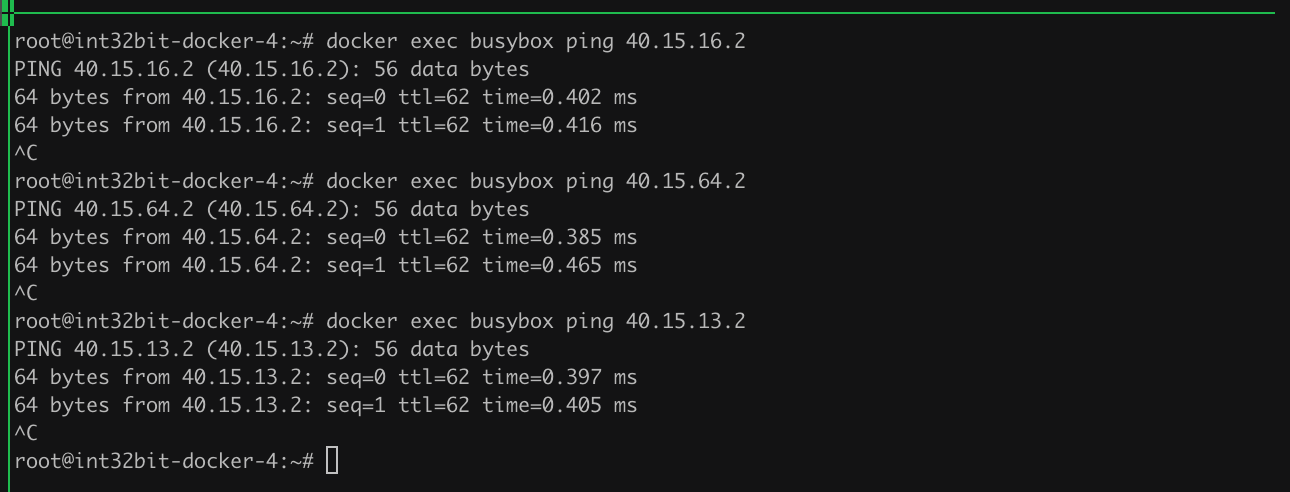 root@int32bit-docker-4:~# docker exec busybox ping 40.15.16.2
PING 40.15.16.2 (40.15.16.2): 56 data bytes
64 bytes from 40.15.16.2: seq=0 ttl=62 time=0.402 ms
64 bytes from 40.15.16.2: seq=1 ttl=62 time=0.416 ms
^C
root@int32bit-docker-4:~# docker exec busybox ping 40.15.64.2
PING 40.15.64.2 (40.15.64.2): 56 data bytes
64 bytes from 40.15.64.2: seq=0 ttl=62 time=0.385 ms
64 bytes from 40.15.64.2: seq=1 ttl=62 time=0.465 ms
^C
root@int32bit-docker-4:~# docker exec busybox ping 40.15.13.2
PING 40.15.13.2 (40.15.13.2): 56 data bytes
64 bytes from 40.15.13.2: seq=0 ttl=62 time=0.397 ms
64 bytes from 40.15.13.2: seq=1 ttl=62 time=0.405 ms
^C
root@int32bit-docker-4:~#